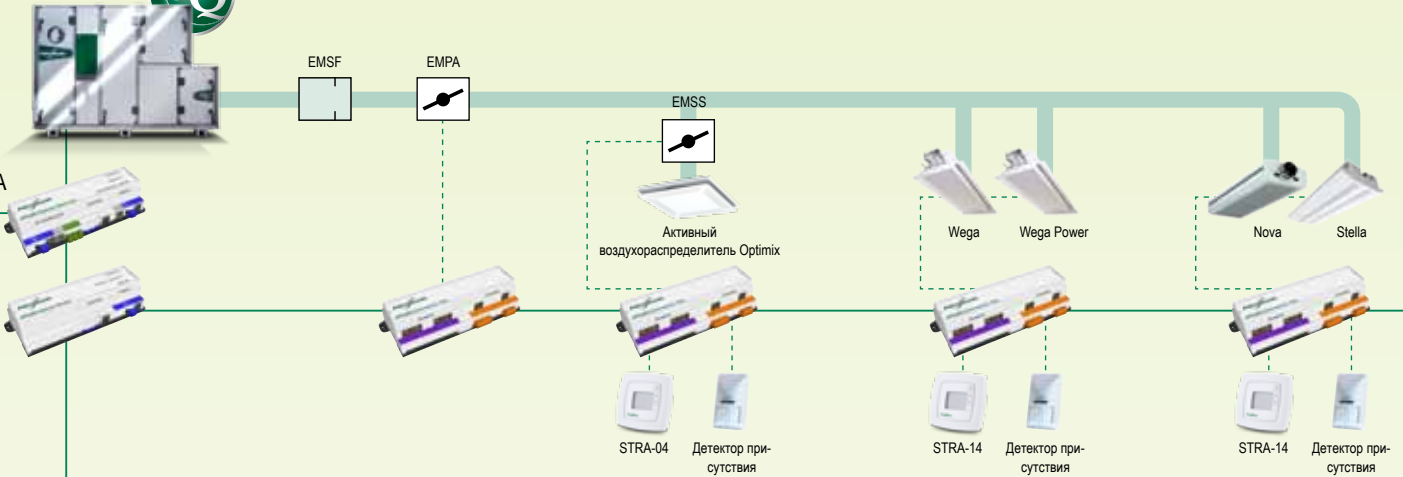 Q
EMSF
EMPA
EMSS
A
Активный
воздухораспределитель Optimix
Wega
Wega Power
Nova
Stella
STRA-04
Детектор при-
сутствия
STRA-14
Детектор при-
сутствия
STRA-14
Детектор при-
сутствия